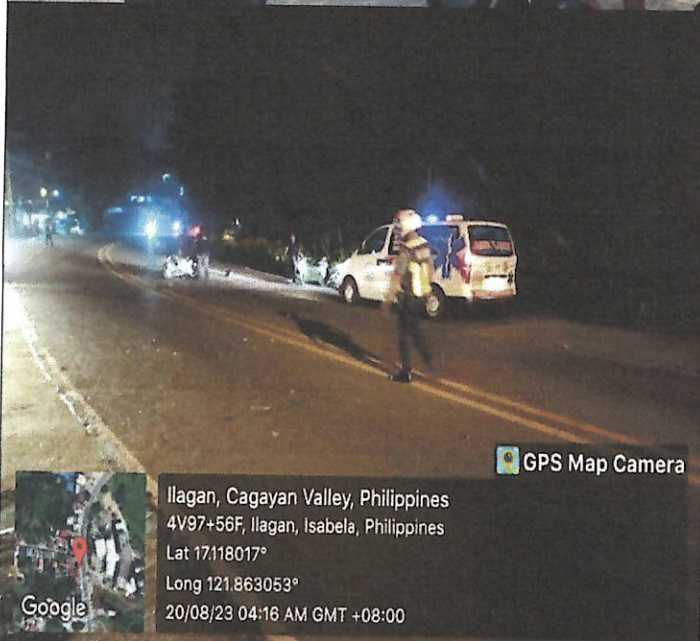 GPS Map Camera
Ilagan, Cagayan Valley, Philippines
4V97+56F, Ilagan, Isabela, Philippines
Lat 17.118017°
Long 121.863053°
20/08/23 04:16 AM GMT +08:00
Google